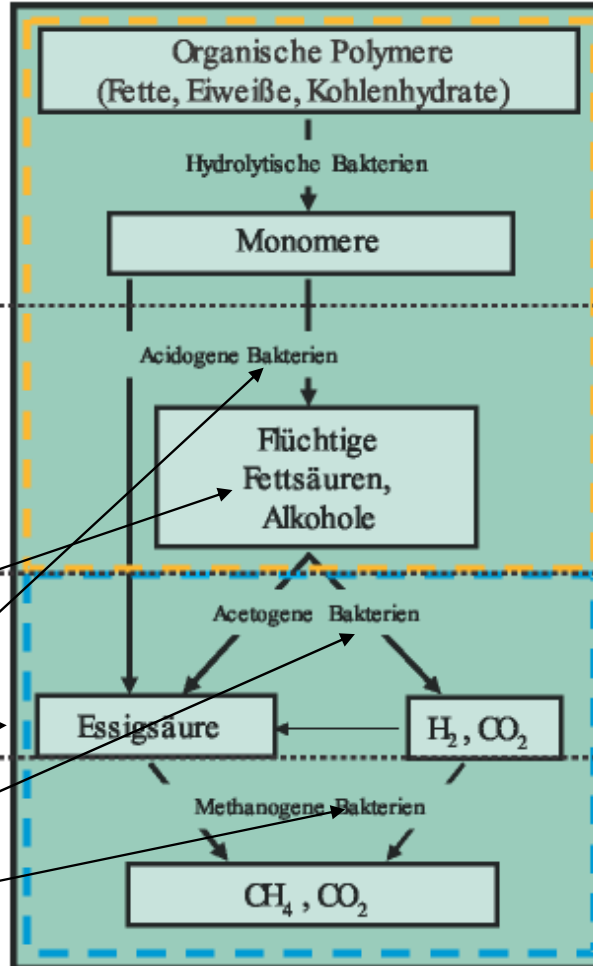 Organische Polymere
(Fette, Eiweiße, Kohlenhydrate)
Hydrolytische Bakterien
Monomere
Acidogene Bakterien
Flüchtige
Fettsäuren,
Alkohole
Acetogene Bakterien
Essigsäure
H₂, CO₂
Methanogene Bakterien
CH₄, CO₂